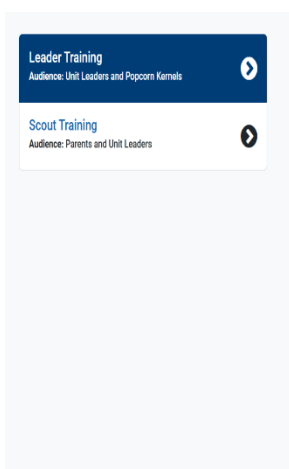 Leader Training
Audience: Unit Leaders and Popcorn Kernels
Scout Training
Audience: Parents and Unit Leaders